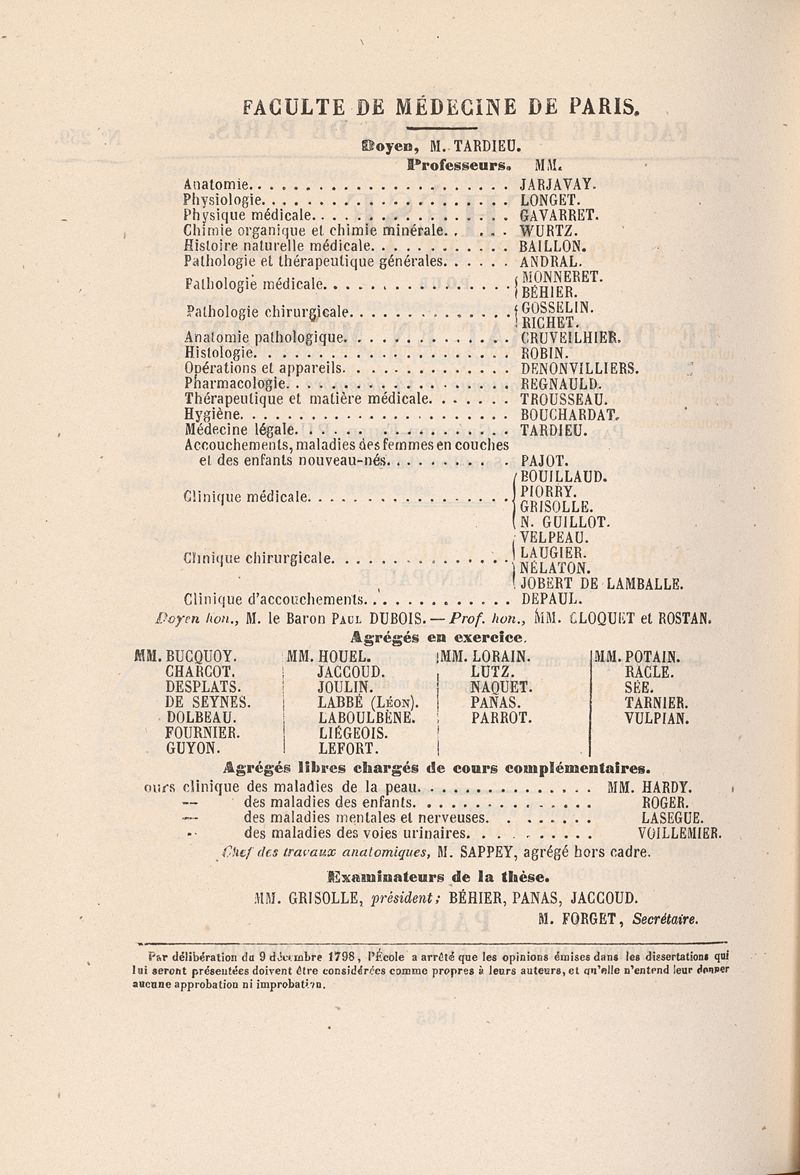 FACULTE DE MÉDECINE DE PARIS.
Doyen, M. TARDIEU.
Professeurs. MM.
Anatomie. . . . . . . . . . . . . . . . . . . . . . JARJAVAY.
Physiologie. . . . . . . . . . . . . . . . . . . . . LONGET.
Physique médicale. . . . . . . . . . . . . . . . . GAVARRET.
Chimie organique et chimie minérale. . . . . WURTZ.
Histoire naturelle médicale. . . . . . . . . . . . BAILLON.
Pathologie et thérapeutique générales. . . . . . ANDRAL.
Pathologie médicale. . . . . . . . . . . . . . . . { MONNERET.
BÉHIER.
Pathologie chirurgicale. . . . . . . . . . . . . . { GOSSELIN.
RICHET.
Anatomie pathologique. . . . . . . . . . . . . . CRUVEILHIER.
Histologie. . . . . . . . . . . . . . . . . . . . . ROBIN.
Opérations et appareils. . . . . . . . . . . . . . DENONVILLIERS.
Pharmacologie. . . . . . . . . . . . . . . . . . . REGNAULD.
Thérapeutique et matière médicale. . . . . . . TROUSSEAU.
Hygiène. . . . . . . . . . . . . . . . . . . . . . BOUCHARDAT.
Médecine légale. . . . . . . . . . . . . . . . . TARDIEU.
Accouchements, maladies des femmes en couches
et des enfants nouveau-nés. . . . . . . . . . PAJOT.
Clinique médicale. . . . . . . . . . . . . . . . . { BOUILLAUD.
PIORRY.
GRISOLLE.
N. GUILLOT.
Clinique chirurgicale. . . . . . . . . . . . . . . { VELPEAU.
LAUGIER.
NÉLATON.
JOBERT DE LAMBALLE.
Clinique d'accouchements. . . . . . . . . . . . DEPAUL.
Doyen hon., M. le Baron PAUL DUBOIS. — Prof. hon., MM. CLOQUET et ROSTAN.
Agrégés en exercice.
MM. BUCQUOY. MM. HOUEL. MM. LORAIN. MM. POTAIN.
CHARCOT. JACCOUD. LUTZ. RACLE.
DESPLATS. JOULIN. NAQUET. SÉE.
DE SEYNES. LABBÉ (LÉON). PANAS. TARNIER.
DOLBEAU. LABOULBÈNE. PARROT. VULPIAN.
FOURNIER. LIÉGEOIS.
GUYON. LEFORT.
Agrégés libres chargés de cours complémentaires.
ours clinique des maladies de la peau. . . . . . . . . . . . . . MM. HARDY.
— des maladies des enfants. . . . . . . . . . . . . . . ROGER.
— des maladies mentales et nerveuses. . . . . . . . LASEGUE.
— des maladies des voies urinaires. . . . . . . . . . VOILLEMIER.
Chef des travaux anatomiques, M. SAPPEY, agrégé hors cadre.
Examinateurs de la thèse.
MM. GRISOLLE, président; BÉHIER, PANAS, JACCOUD.
M. FORGET, Secrétaire.
Par délibération du 9 décembre 1798, l'École a arrêté que les opinions émises dans les dissertations qui
lui seront présentées doivent être considérées comme propres à leurs auteurs, et qu'elle n'entend leur donner
aucune approbation ni improbation.